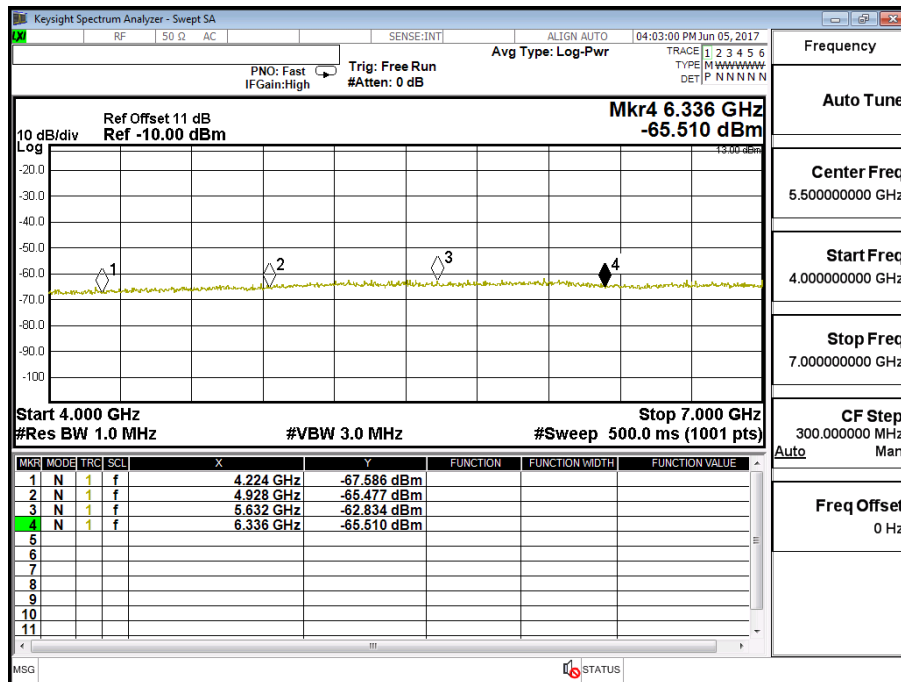 Keysight Spectrum Analyzer - Swept SA
LXI RF 50 Ω AC SENSE:INT ALIGN AUTO 04:03:00 PM Jun 05, 2017
Avg Type: Log-Pwr TRACE 1 2 3 4 5 6
PNO: Fast Trig: Free Run TYPE M W W W W W
IFGain:High #Atten: 0 dB DET P N N N N N
Mkr4 6.336 GHz
-65.510 dBm
Ref Offset 11 dB
10 dB/div Ref -10.00 dBm
Log
13.00 dBm
-20.0
-30.0
-40.0
-50.0
-60.0
-70.0
-80.0
-90.0
-100
1 2 3 4
Start 4.000 GHz Stop 7.000 GHz
#Res BW 1.0 MHz #VBW 3.0 MHz #Sweep 500.0 ms (1001 pts)
MKR MODE TRC SCL X Y FUNCTION FUNCTION WIDTH FUNCTION VALUE
1 N 1 f 4.224 GHz -67.586 dBm
2 N 1 f 4.928 GHz -65.477 dBm
3 N 1 f 5.632 GHz -62.834 dBm
4 N 1 f 6.336 GHz -65.510 dBm
5
6
7
8
9
10
11
MSG STATUS
Frequency
Auto Tune
Center Freq
5.500000000 GHz
Start Freq
4.000000000 GHz
Stop Freq
7.000000000 GHz
CF Step
300.000000 MHz
Auto Man
Freq Offset
0 Hz